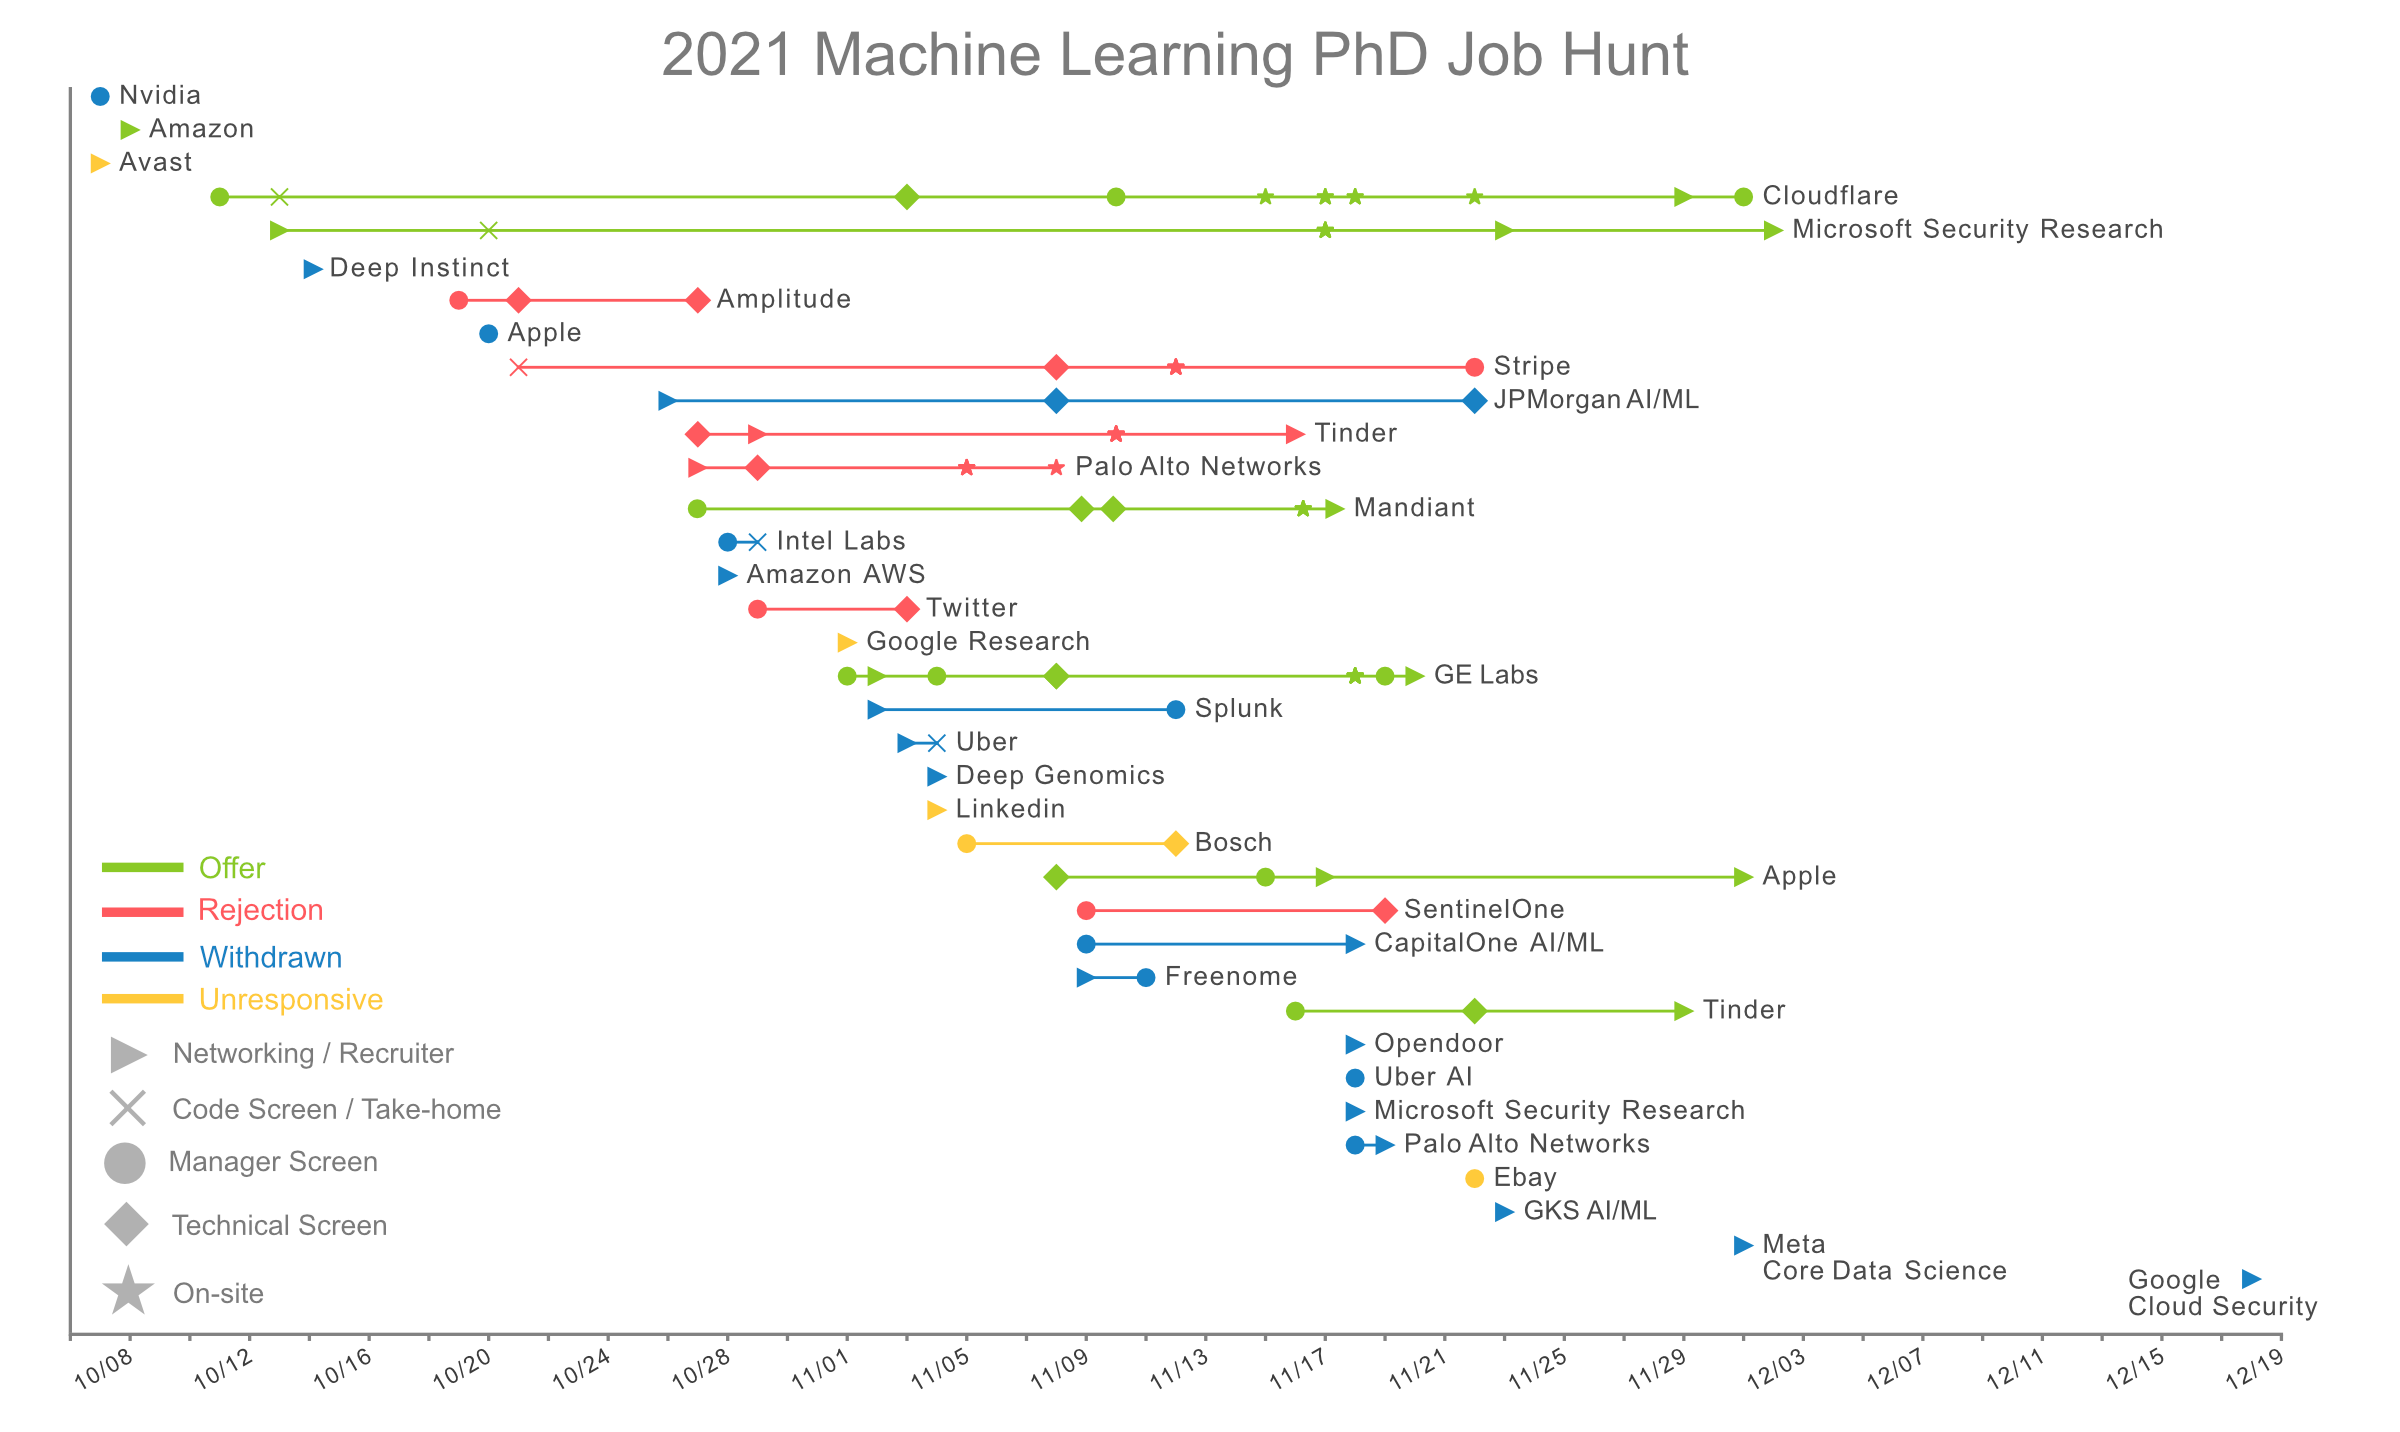 2021 Machine Learning PhD Job Hunt
Nvidia
Amazon
Avast
Cloudflare
Microsoft Security Research
Deep Instinct
Amplitude
Apple
Stripe
JPMorgan AI/ML
Tinder
Palo Alto Networks
Mandiant
Intel Labs
Amazon AWS
Twitter
Google Research
GE Labs
Splunk
Uber
Deep Genomics
Linkedin
Bosch
Apple
SentinelOne
CapitalOne AI/ML
Freenome
Tinder
Opendoor
Uber AI
Microsoft Security Research
Palo Alto Networks
Ebay
GKS AI/ML
Meta
Core Data Science
Google
Cloud Security
Offer
Rejection
Withdrawn
Unresponsive
Networking / Recruiter
Code Screen / Take-home
Manager Screen
Technical Screen
On-site
10/08
10/12
10/16
10/20
10/24
10/28
11/01
11/05
11/09
11/13
11/17
11/21
11/25
11/29
12/03
12/07
12/11
12/15
12/19